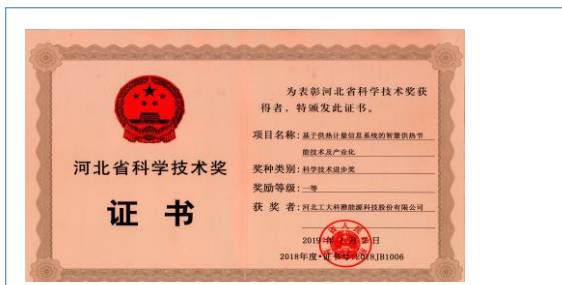 河北省科学技术奖
证 书
为表彰河北省科学技术奖获
得者,特颁发此证书。
项目名称:基于供热计量信息系统的智慧供热节
能技术及产业化
奖种类别:科学技术进步奖
奖励等级:一等
获 奖 者:河北工大科雅能源科技股份有限公司
2018年度·证书号:2018JB1006